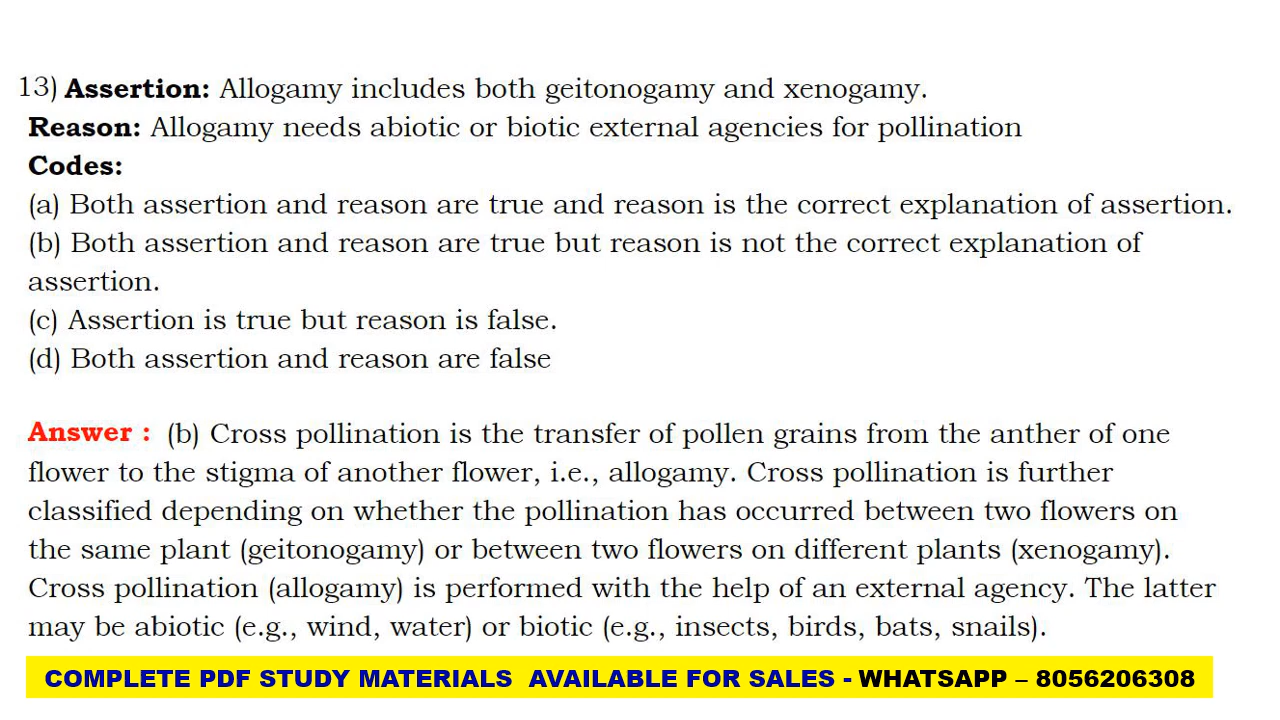 13) Assertion: Allogamy includes both geitonogamy and xenogamy.
Reason: Allogamy needs abiotic or biotic external agencies for pollination
Codes:
(a) Both assertion and reason are true and reason is the correct explanation of assertion.
(b) Both assertion and reason are true but reason is not the correct explanation of
assertion.
(c) Assertion is true but reason is false.
(d) Both assertion and reason are false
Answer : (b) Cross pollination is the transfer of pollen grains from the anther of one
flower to the stigma of another flower, i.e., allogamy. Cross pollination is further
classified depending on whether the pollination has occurred between two flowers on
the same plant (geitonogamy) or between two flowers on different plants (xenogamy).
Cross pollination (allogamy) is performed with the help of an external agency. The latter
may be abiotic (e.g., wind, water) or biotic (e.g., insects, birds, bats, snails).
COMPLETE PDF STUDY MATERIALS AVAILABLE FOR SALES - WHATSAPP – 8056206308